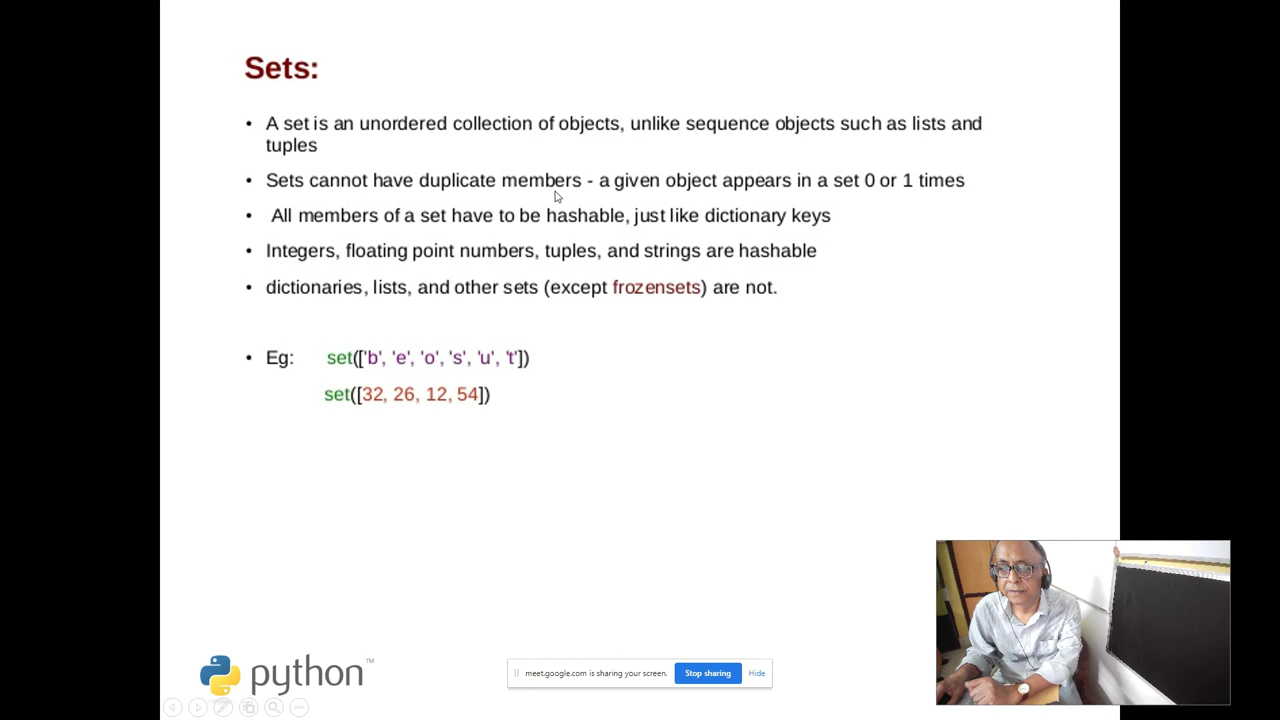 Sets:
• A set is an unordered collection of objects, unlike sequence objects such as lists and
tuples
• Sets cannot have duplicate members - a given object appears in a set 0 or 1 times
• All members of a set have to be hashable, just like dictionary keys
• Integers, floating point numbers, tuples, and strings are hashable
• dictionaries, lists, and other sets (except frozensets) are not.
• Eg: set(['b', 'e', 'o', 's', 'u', 't'])
set([32, 26, 12, 54])
python™
meet.google.com is sharing your screen. Stop sharing Hide